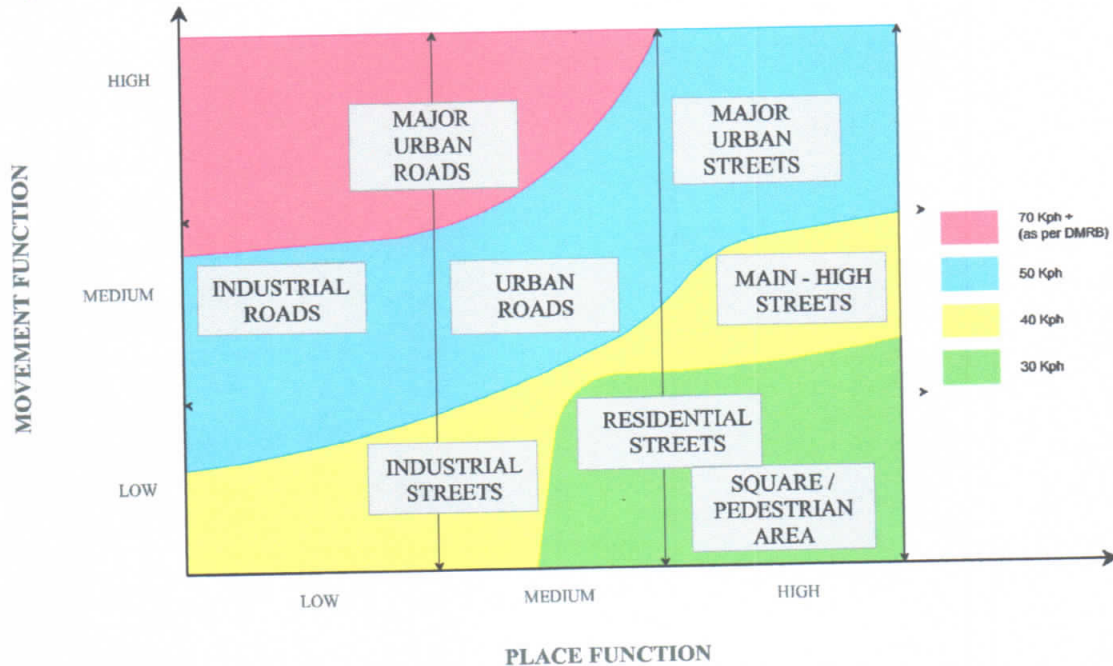 HIGH
MEDIUM
LOW
MOVEMENT FUNCTION
MAJOR
URBAN
ROADS
MAJOR
URBAN
STREETS
INDUSTRIAL
ROADS
URBAN
ROADS
MAIN - HIGH
STREETS
INDUSTRIAL
STREETS
RESIDENTIAL
STREETS
SQUARE /
PEDESTRIAN
AREA
70 Kph +
(as per DMRB)
50 Kph
40 Kph
30 Kph
LOW
MEDIUM
HIGH
PLACE FUNCTION